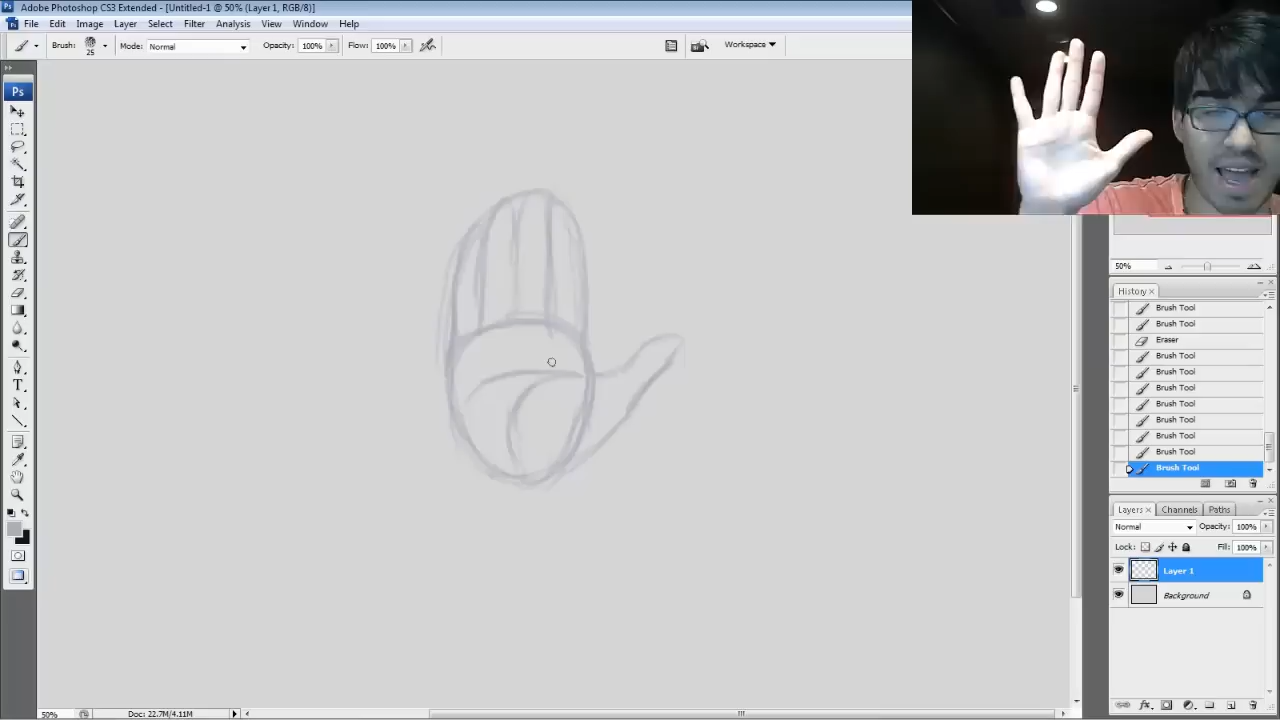 Adobe Photoshop CS3 Extended - [Untitled-1 @ 50% (Layer 1, RGB/8)]
File Edit Image Layer Select Filter Analysis View Window Help
Brush: 25 Mode: Normal Opacity: 100% Flow: 100% Workspace
Ps
T
50%
History
Brush Tool
Brush Tool
Eraser
Brush Tool
Brush Tool
Brush Tool
Brush Tool
Brush Tool
Brush Tool
Brush Tool
Brush Tool
Layers Channels Paths
Normal Opacity: 100%
Lock: Fill: 100%
Layer 1
Background
fx
50% Doc: 22.7M/4.11M